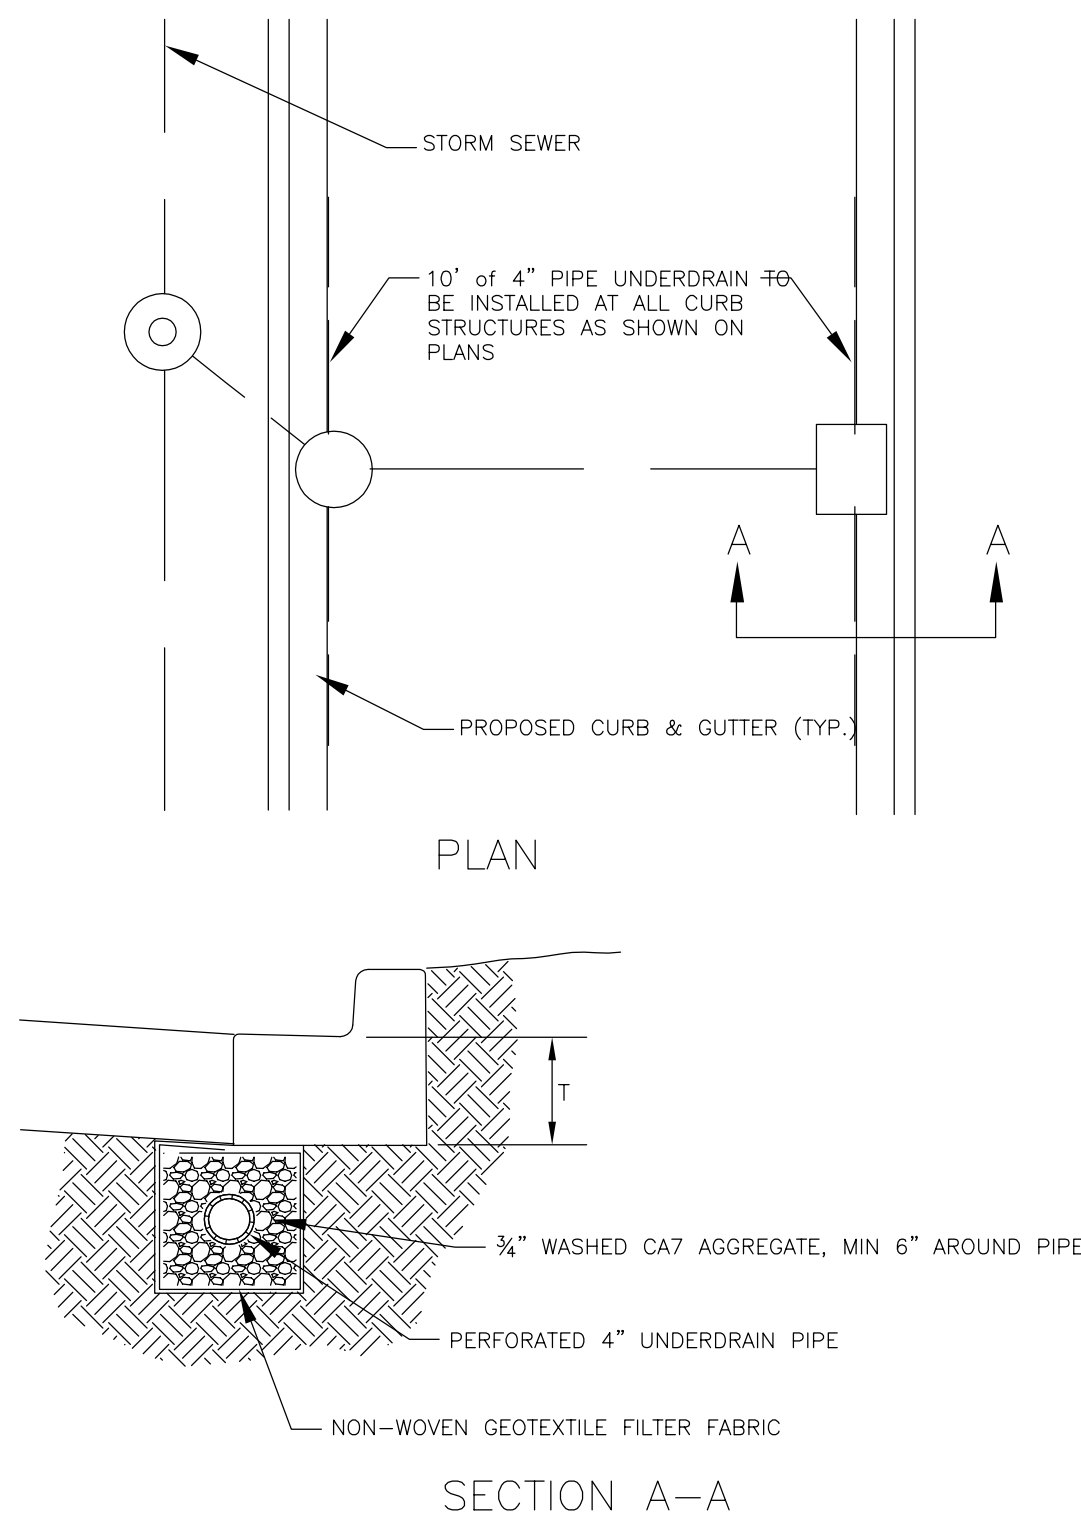 STORM SEWER
10' of 4" PIPE UNDERDRAIN TO
BE INSTALLED AT ALL CURB
STRUCTURES AS SHOWN ON
PLANS
A A
PROPOSED CURB & GUTTER (TYP.)
PLAN
T
¾" WASHED CA7 AGGREGATE, MIN 6" AROUND PIPE
PERFORATED 4" UNDERDRAIN PIPE
NON-WOVEN GEOTEXTILE FILTER FABRIC
SECTION A-A